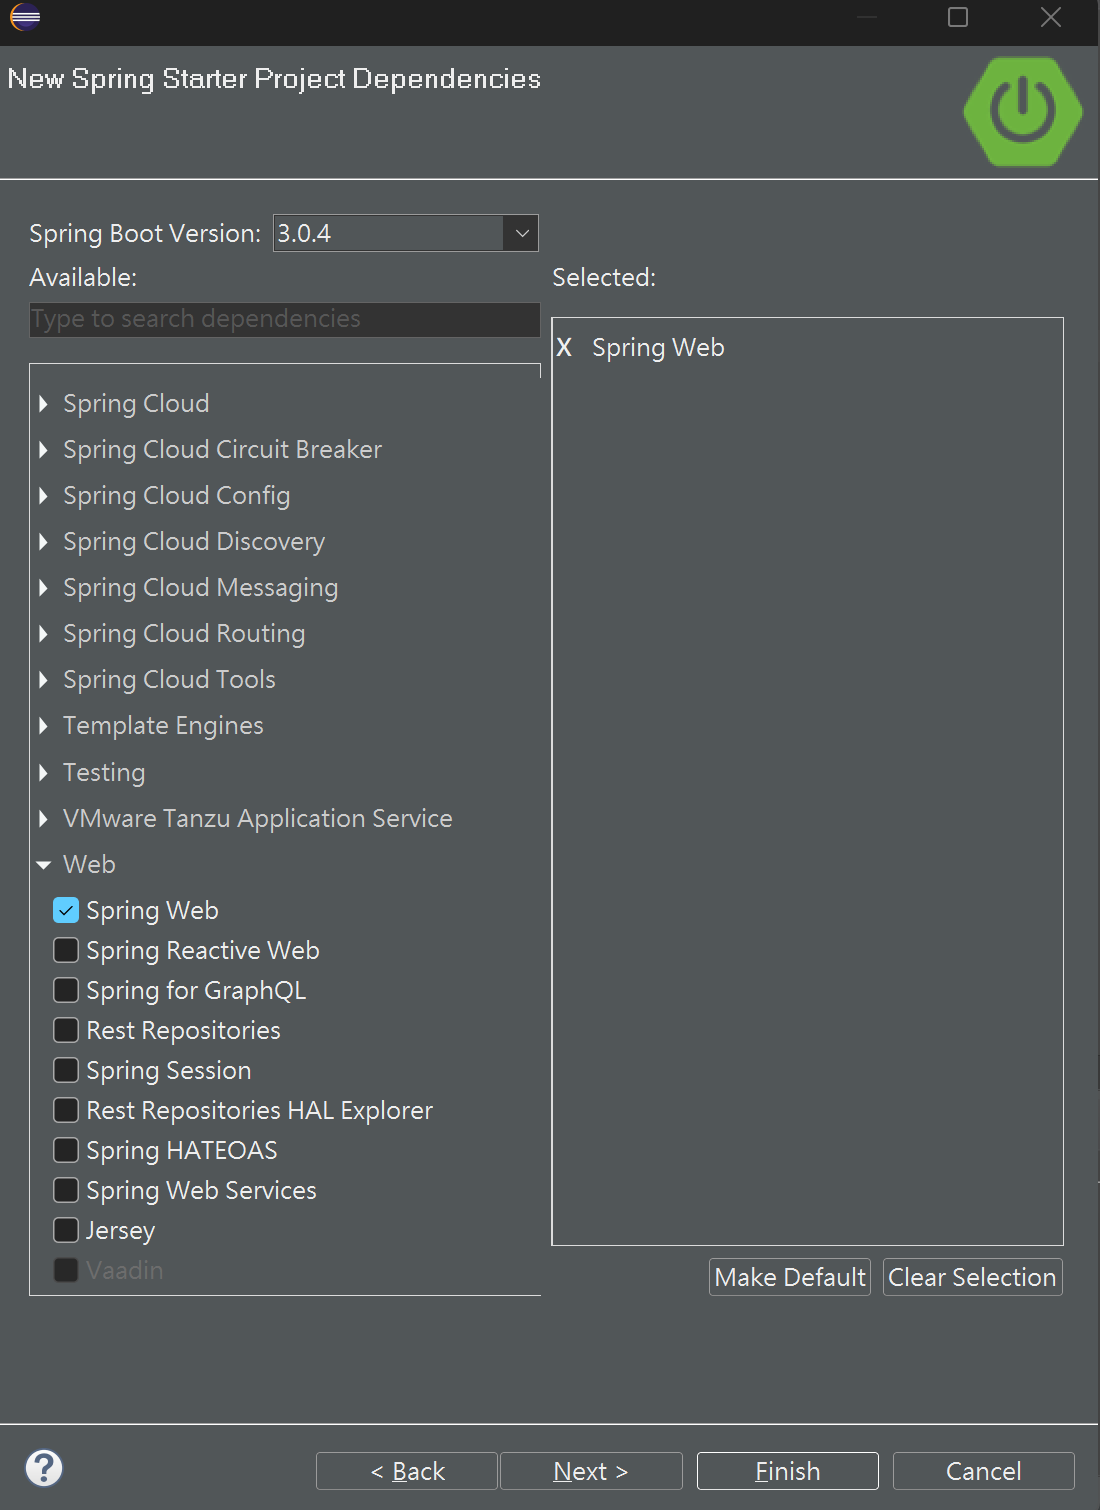 New Spring Starter Project Dependencies
Spring Boot Version: 3.0.4
Available:
Type to search dependencies
Spring Cloud
Spring Cloud Circuit Breaker
Spring Cloud Config
Spring Cloud Discovery
Spring Cloud Messaging
Spring Cloud Routing
Spring Cloud Tools
Template Engines
Testing
VMware Tanzu Application Service
Web
Spring Web
Spring Reactive Web
Spring for GraphQL
Rest Repositories
Spring Session
Rest Repositories HAL Explorer
Spring HATEOAS
Spring Web Services
Jersey
Vaadin
Selected:
X Spring Web
Make Default Clear Selection
? < Back Next > Finish Cancel